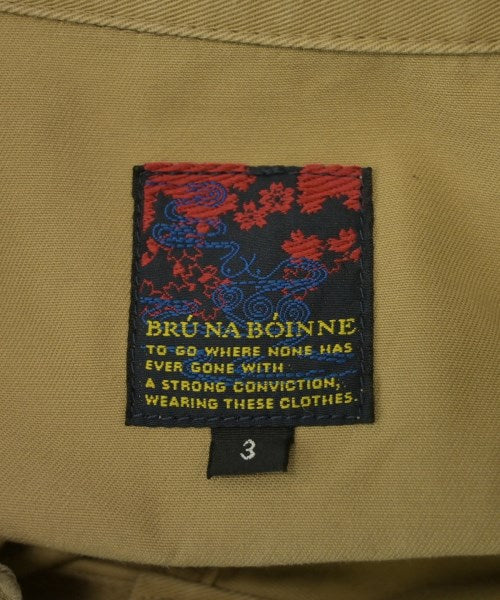 BRÚ NA BÓINNE
TO GO WHERE NONE HAS
EVER GONE WITH
A STRONG CONVICTION,
WEARING THESE CLOTHES.
3